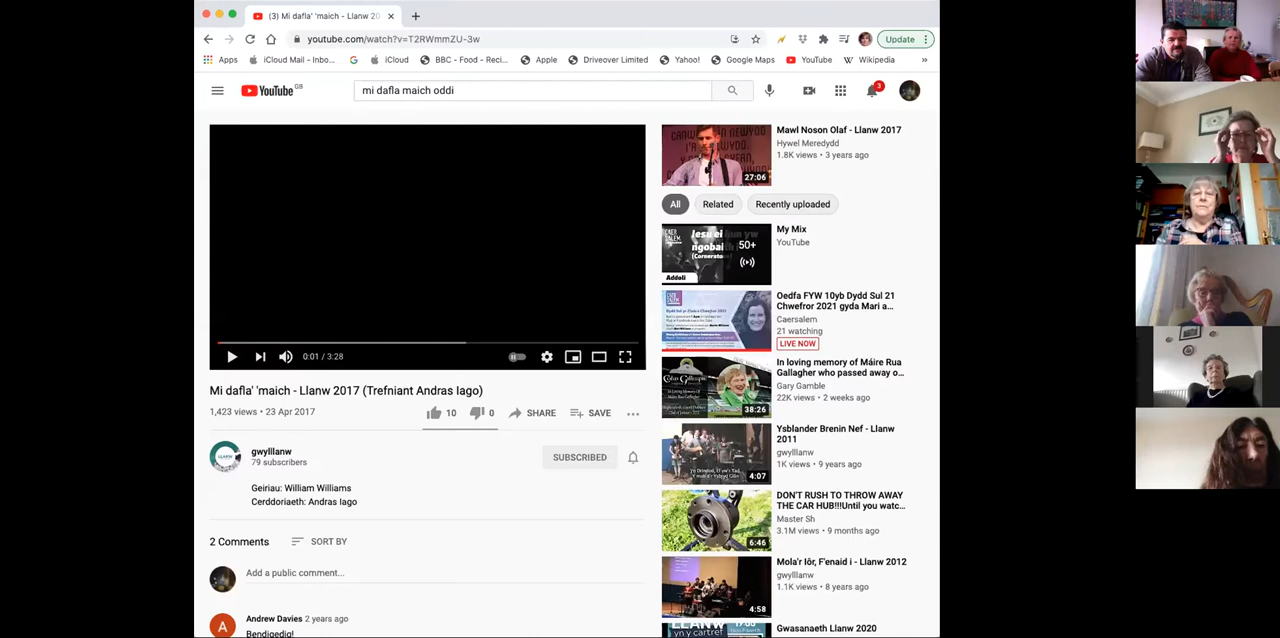 (3) Mi dafla' 'maich - Llanw 20
youtube.com/watch?v=T2RWmmZU-3w
Update
Apps
iCloud Mail - Inbo...
iCloud
BBC - Food - Reci...
Apple
Driveover Limited
Yahoo!
Google Maps
YouTube
Wikipedia
»
YouTube GB
mi dafla maich oddi
3
0:01 / 3:28
Mi dafla' 'maich - Llanw 2017 (Trefniant, Andras Iago)
1,423 views • 23 Apr 2017
10
0
SHARE
SAVE
gwylllanw
79 subscribers
SUBSCRIBED
Geiriau: William Williams
Cerddoriaeth: Andras Iago
2 Comments
SORT BY
Add a public comment...
A
Andrew Davies 2 years ago
Bendigedig!
27:06
Mawl Noson Olaf - Llanw 2017
Hywel Meredydd
1.8K views • 3 years ago
All
Related
Recently uploaded
Iesu ei
ngobai
(Cornersto
Addoli
50+
My Mix
YouTube
Oedfa FYW 10yb Dydd Sul 21
Chwefror 2021 gyda Mari a...
Caersalem
21 watching
LIVE NOW
38:26
In loving memory of Máire Rua
Gallagher who passed away o...
Gary Gamble
22K views • 2 weeks ago
4:07
Ysblander Brenin Nef - Llanw
2011
gwylllanw
1K views • 9 years ago
6:46
DON'T RUSH TO THROW AWAY
THE CAR HUB!!!Until you watc...
Master Sh
3.1M views • 9 months ago
4:58
Mola'r Iôr, F'enaid i - Llanw 2012
gwylllanw
1.1K views • 8 years ago
LLANW
yn y cartref
Gwasanaeth Llanw 2020